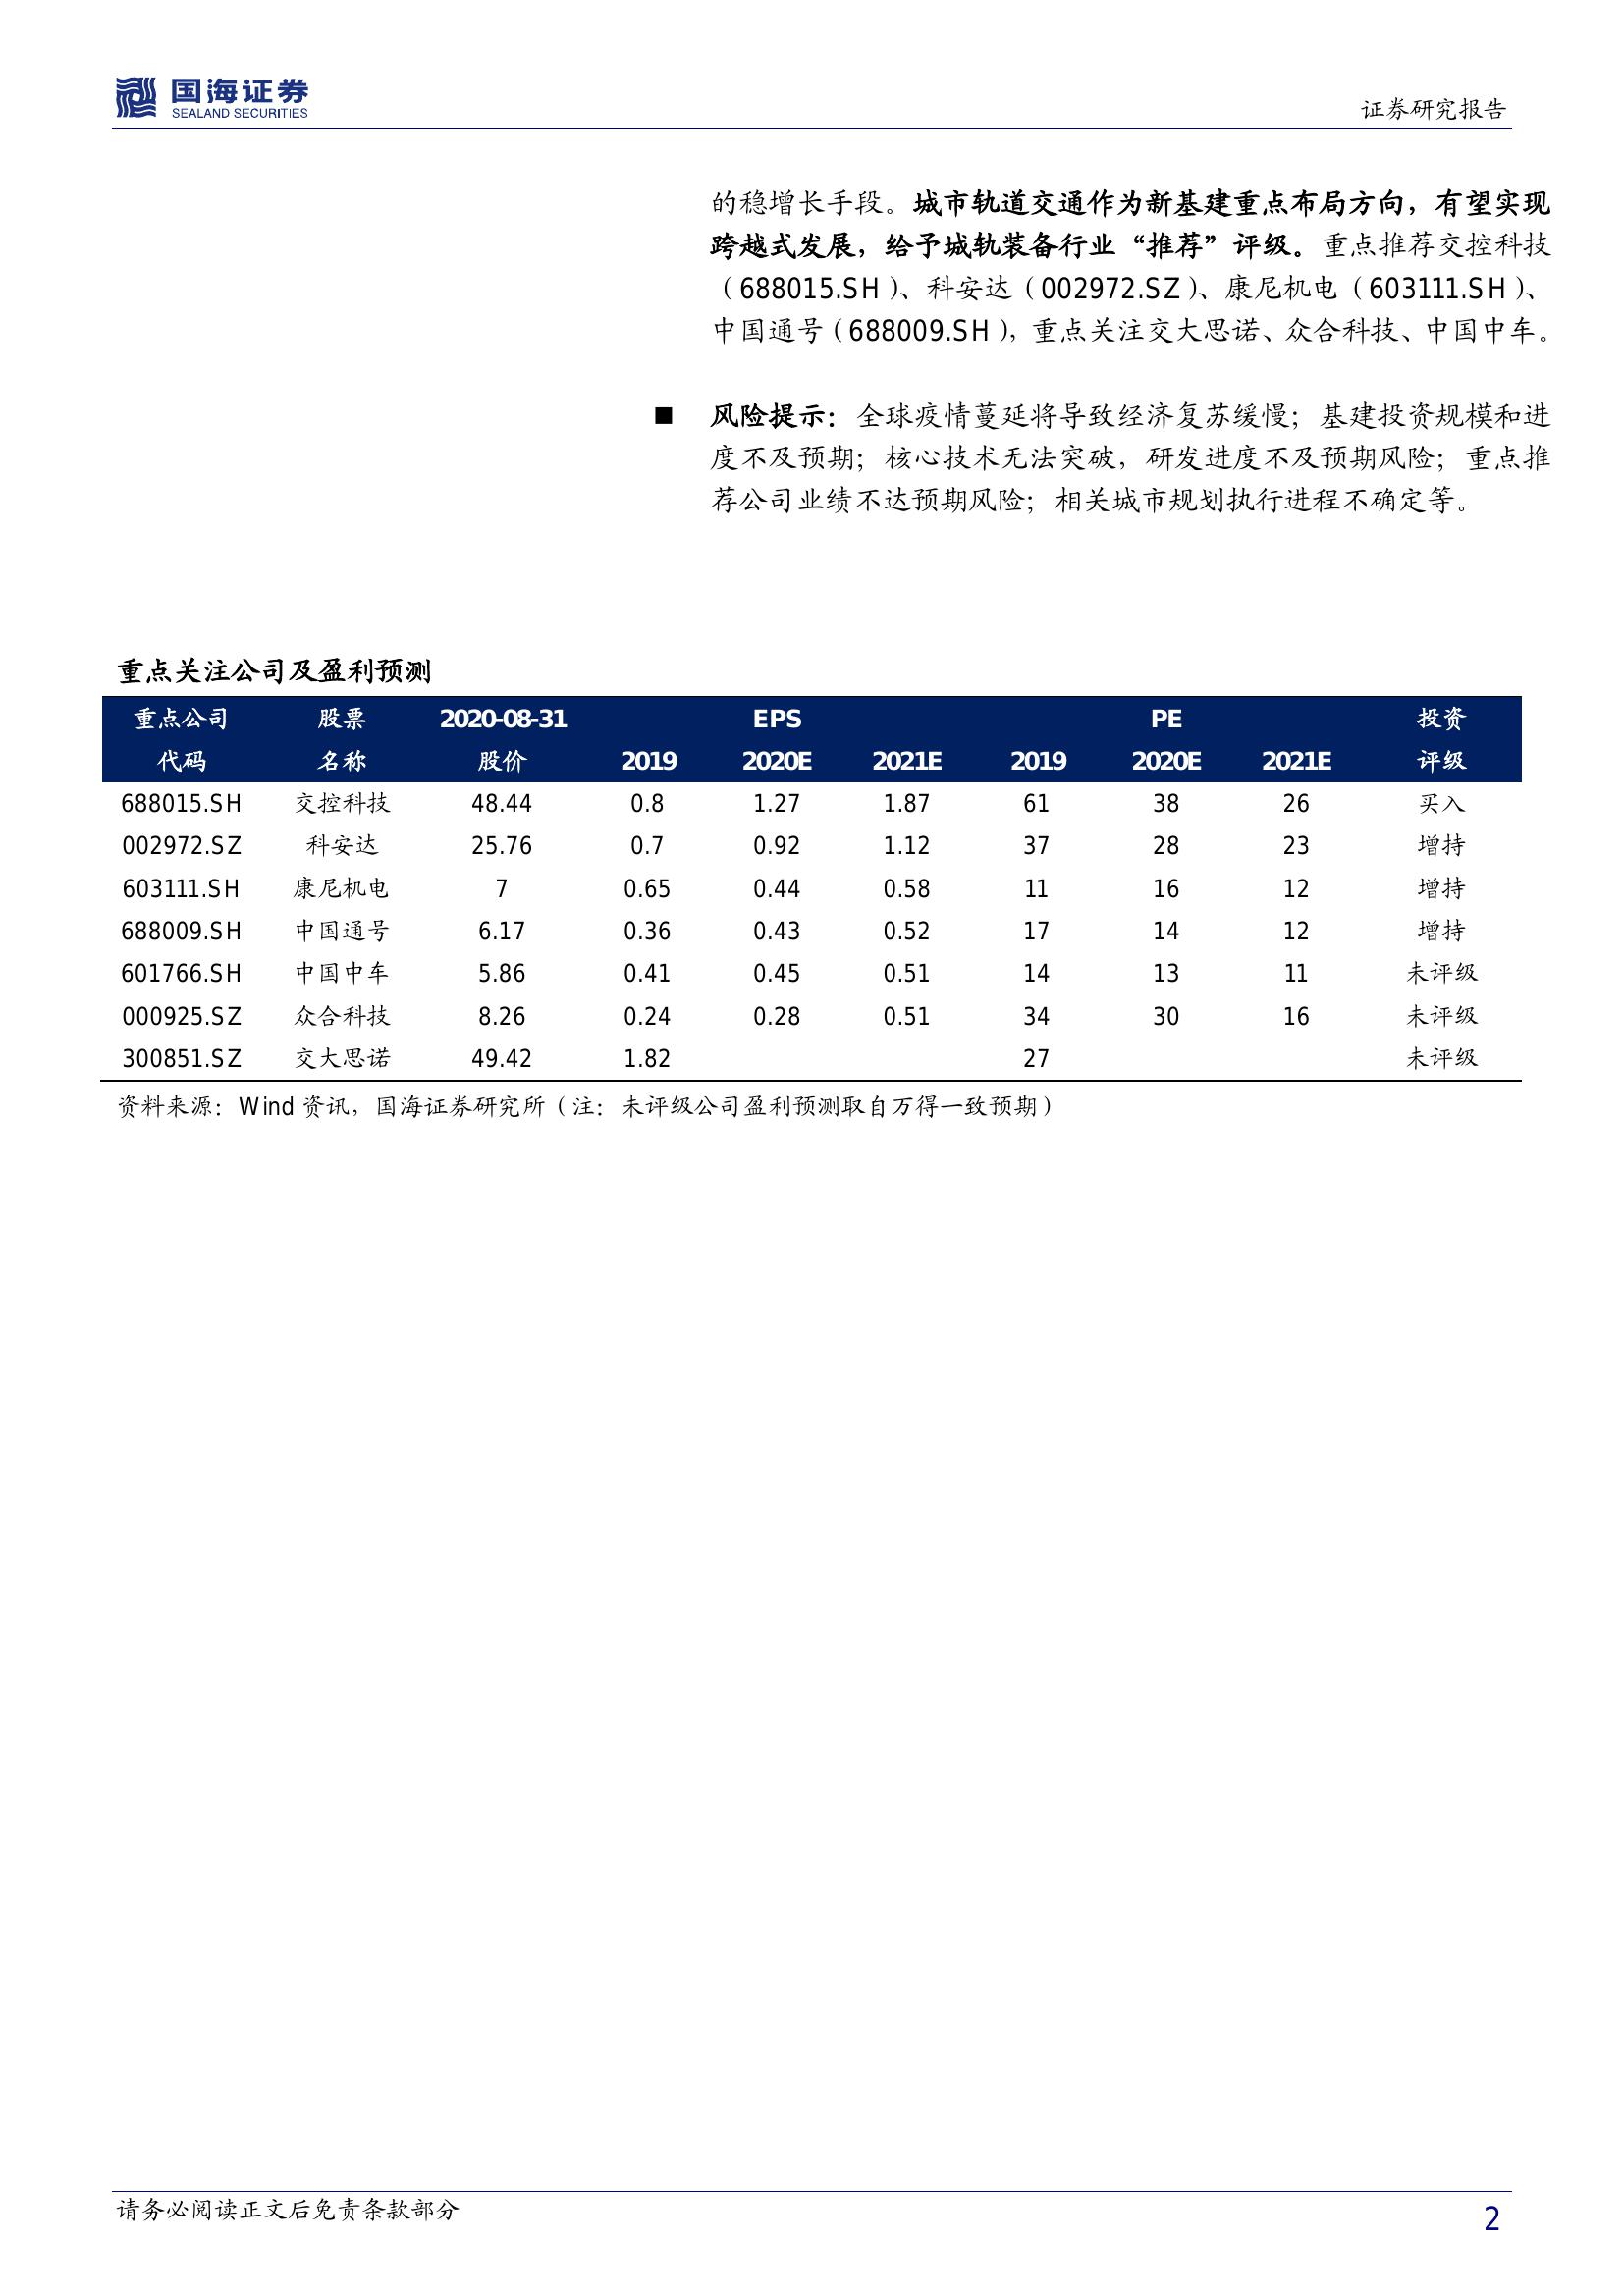 国海证券
SEALAND SECURITIES
证券研究报告
的稳增长手段。城市轨道交通作为新基建重点布局方向，有望实现
跨越式发展，给予城轨装备行业“推荐”评级。重点推荐交控科技
（688015.SH）、科安达（002972.SZ）、康尼机电（603111.SH）、
中国通号（688009.SH），重点关注交大思诺、众合科技、中国中车。
■ 风险提示：全球疫情蔓延将导致经济复苏缓慢；基建投资规模和进
度不及预期；核心技术无法突破，研发进度不及预期风险；重点推
荐公司业绩不达预期风险；相关城市规划执行进程不确定等。
重点关注公司及盈利预测
重点公司 股票 2020-08-31 EPS PE 投资
代码 名称 股价 2019 2020E 2021E 2019 2020E 2021E 评级
688015.SH 交控科技 48.44 0.8 1.27 1.87 61 38 26 买入
002972.SZ 科安达 25.76 0.7 0.92 1.12 37 28 23 增持
603111.SH 康尼机电 7 0.65 0.44 0.58 11 16 12 增持
688009.SH 中国通号 6.17 0.36 0.43 0.52 17 14 12 增持
601766.SH 中国中车 5.86 0.41 0.45 0.51 14 13 11 未评级
000925.SZ 众合科技 8.26 0.24 0.28 0.51 34 30 16 未评级
300851.SZ 交大思诺 49.42 1.82 27 未评级
资料来源：Wind 资讯，国海证券研究所（注：未评级公司盈利预测取自万得一致预期）
请务必阅读正文后免责条款部分
2